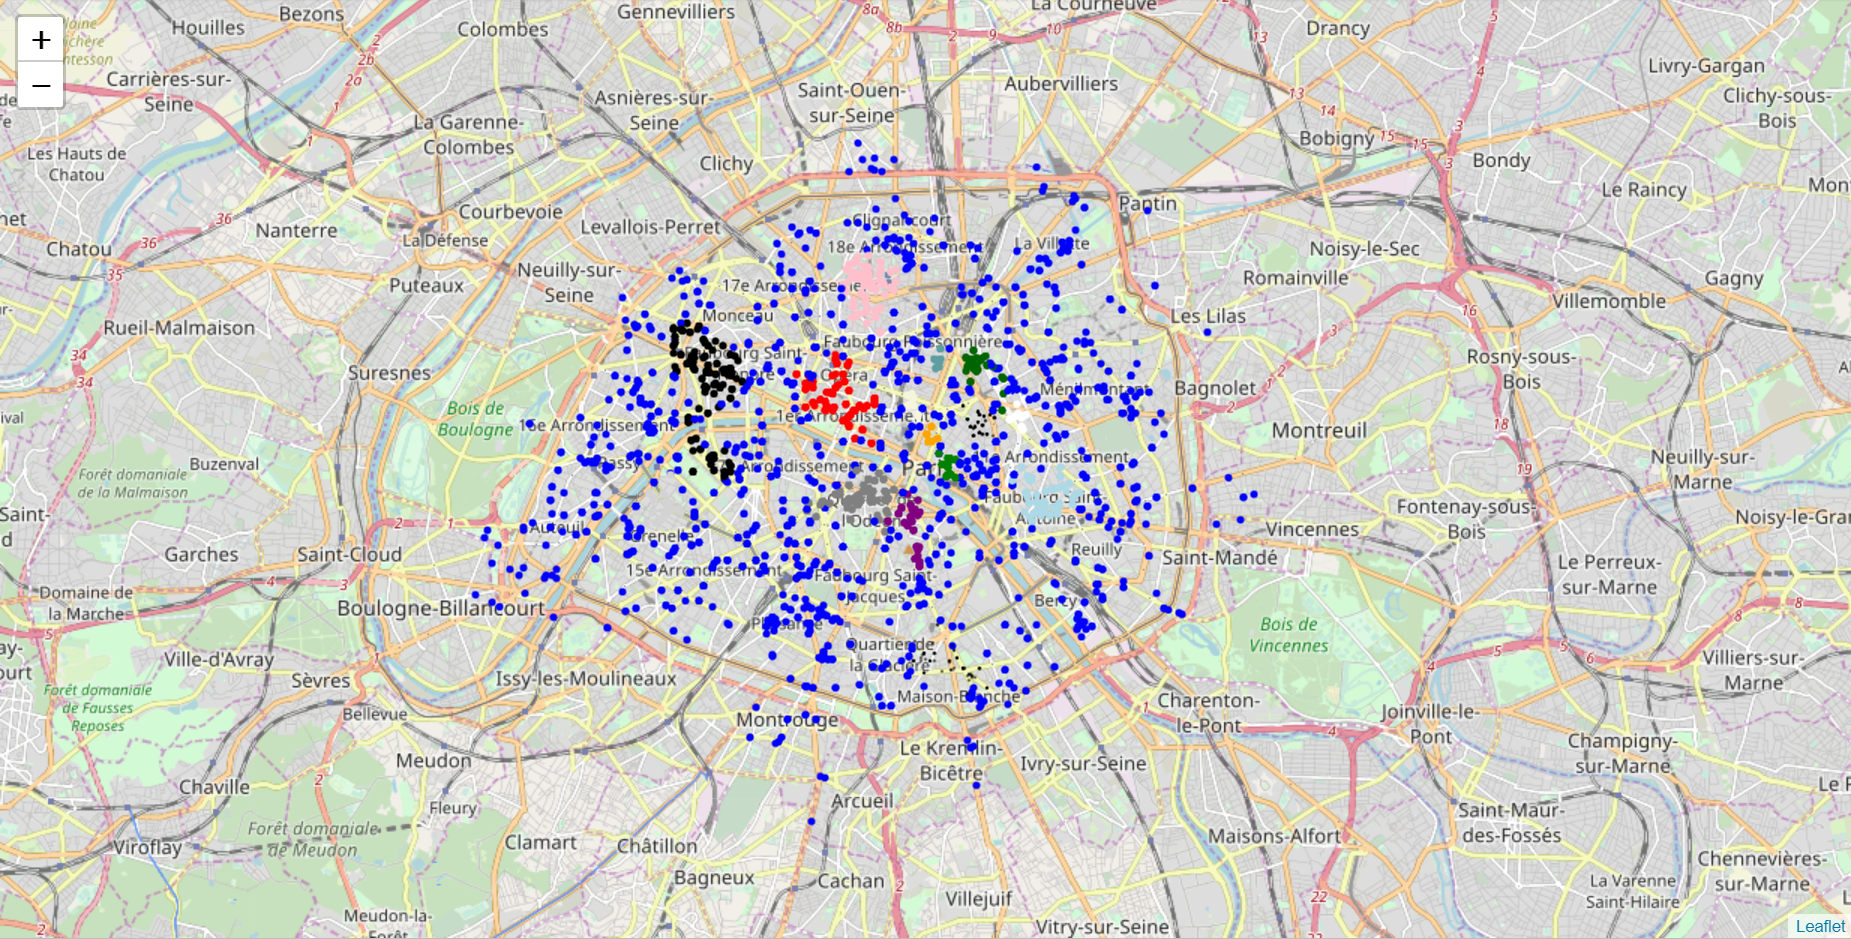 Houilles
Bezons
Colombes
Gennevilliers
La Courneuve
Drancy
Livry-Gargan
Carrières-sur-
Seine
Asnières-sur-
Seine
Saint-Ouen-
sur-Seine
Aubervilliers
Clichy-sous-
Bois
La Garenne-
Colombes
Bobigny
Bondy
Les Hauts de
Chatou
Clichy
Le Raincy
Courbevoie
Pantin
Nanterre
La Défense
Levallois-Perret
Clignancourt
Chatou
18e Arrondissement
La Villette
Noisy-le-Sec
Puteaux
Neuilly-sur-
Seine
17e Arrondissement
Romainville
Gagny
Villemomble
Rueil-Malmaison
Monceau
Les Lilas
Faubourg Poissonnière
Suresnes
Opéra
Ménilmontant
Bagnolet
Rosny-sous-
Bois
Bois de
Boulogne
16e Arrondissement
1er Arrondissement
Montreuil
Buzenval
Passy
Arrondissement
Paris
Arrondissement
Neuilly-sur-
Marne
Forêt domaniale
de la Malmaison
Faubourg Saint-
Antoine
Fontenay-sous-
Bois
Noisy-le-Gran
Auteuil
Grenelle
Vincennes
Garches
Saint-Cloud
Reuilly
Saint-Mandé
15e Arrondissement
Faubourg Saint-
Jacques
Le Perreux-
sur-Marne
Domaine de
la Marche
Boulogne-Billancourt
Bercy
Plaisance
Bois de
Vincennes
Quartier de
la Glacière
Ville-d'Avray
Sèvres
Issy-les-Moulineaux
Villiers-sur-
Marne
Forêt domaniale
de Fausses
Reposes
Maison-Blanche
Charenton-
le-Pont
Bellevue
Montrouge
Joinville-le-
Pont
Meudon
Le Kremlin-
Bicêtre
Ivry-sur-Seine
Champigny-
sur-Marne
Chaville
Fleury
Arcueil
Saint-Maur-
des-Fossés
Forêt domaniale
de Meudon
Viroflay
Clamart
Châtillon
Maisons-Alfort
Chennevières-
sur-Marne
Bagneux
Cachan
Villejuif
La Varenne
Saint-Hilaire
Meudon-la-
Forêt
Vitry-sur-Seine
Leaflet